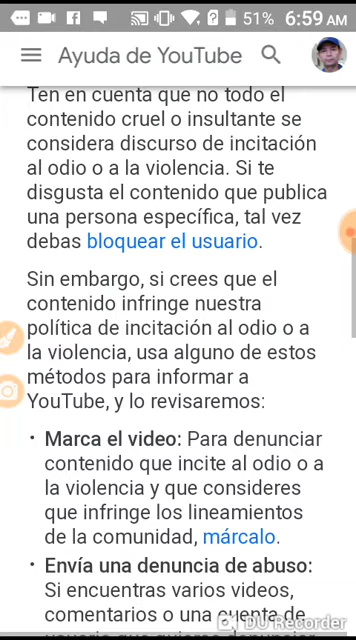 51% 6:59 AM
Ayuda de YouTube
Ten en cuenta que no todo el
contenido cruel o insultante se
considera discurso de incitación
al odio o a la violencia. Si te
disgusta el contenido que publica
una persona específica, tal vez
debas bloquear el usuario.
Sin embargo, si crees que el
contenido infringe nuestra
política de incitación al odio o a
la violencia, usa alguno de estos
métodos para informar a
YouTube, y lo revisaremos:
• Marca el video: Para denunciar
contenido que incite al odio o a
la violencia y que consideres
que infringe los lineamientos
de la comunidad, márcalo.
• Envía una denuncia de abuso:
Si encuentras varios videos,
comentarios o una cuenta de
DU Recorder